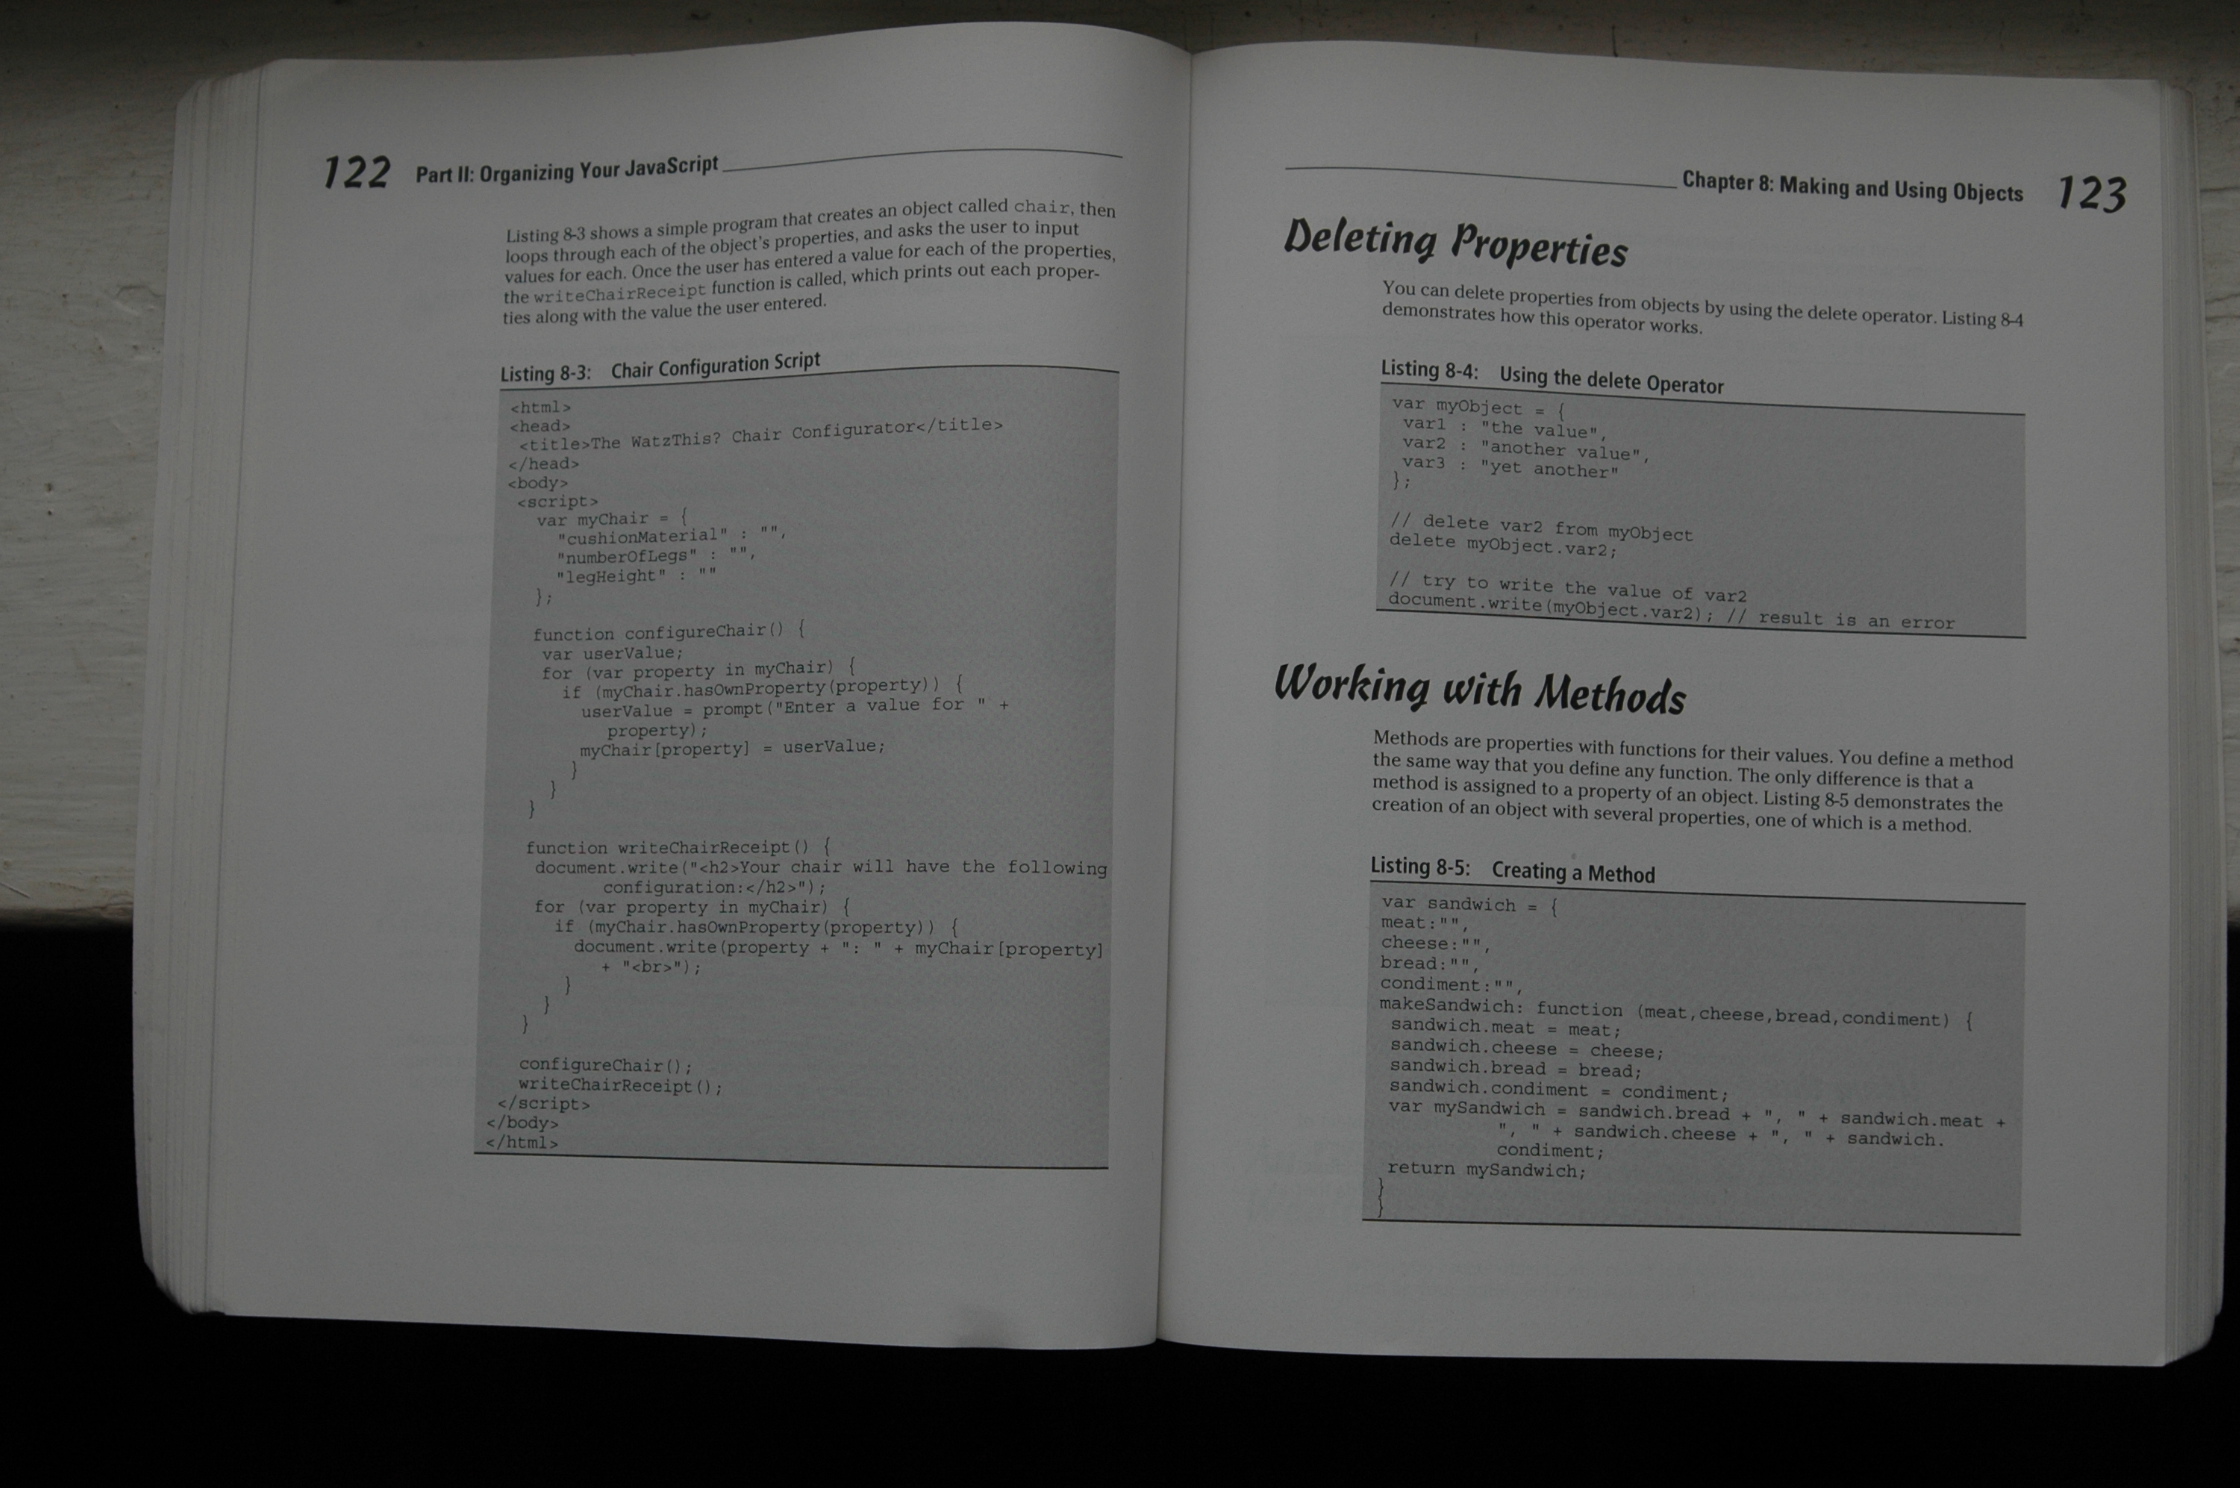 122 Part II: Organizing Your JavaScript
Listing 8-3 shows a simple program that creates an object called chair, then
loops through each of the object's properties, and asks the user to input
values for each. Once the user has entered a value for each of the properties,
the writeChairReceipt function is called, which prints out each proper-
ties along with the value the user entered.
Listing 8-3: Chair Configuration Script
<html>
<head>
<title>The WatzThis? Chair Configurator</title>
</head>
<body>
<script>
var myChair = {
"cushionMaterial" : "",
"numberOfLegs" : "",
"legHeight" : ""
};
function configureChair() {
var userValue;
for (var property in myChair) {
if (myChair.hasOwnProperty(property)) {
userValue = prompt("Enter a value for " +
property);
myChair[property] = userValue;
}
}
}
function writeChairReceipt() {
document.write("<h2>Your chair will have the following
configuration:</h2>");
for (var property in myChair) {
if (myChair.hasOwnProperty(property)) {
document.write(property + ": " + myChair[property]
+ "<br>");
}
}
}
configureChair();
writeChairReceipt();
</script>
</body>
</html>
Chapter 8: Making and Using Objects 123
Deleting Properties
You can delete properties from objects by using the delete operator. Listing 8-4
demonstrates how this operator works.
Listing 8-4: Using the delete Operator
var myObject = {
var1 : "the value",
var2 : "another value",
var3 : "yet another"
};
// delete var2 from myObject
delete myObject.var2;
// try to write the value of var2
document.write(myObject.var2); // result is an error
Working with Methods
Methods are properties with functions for their values. You define a method
the same way that you define any function. The only difference is that a
method is assigned to a property of an object. Listing 8-5 demonstrates the
creation of an object with several properties, one of which is a method.
Listing 8-5: Creating a Method
var sandwich = {
meat:"",
cheese:"",
bread:"",
condiment:"",
makeSandwich: function (meat,cheese,bread,condiment) {
sandwich.meat = meat;
sandwich.cheese = cheese;
sandwich.bread = bread;
sandwich.condiment = condiment;
var mySandwich = sandwich.bread + ", " + sandwich.meat +
", " + sandwich.cheese + ", " + sandwich.
condiment;
return mySandwich;
}
}